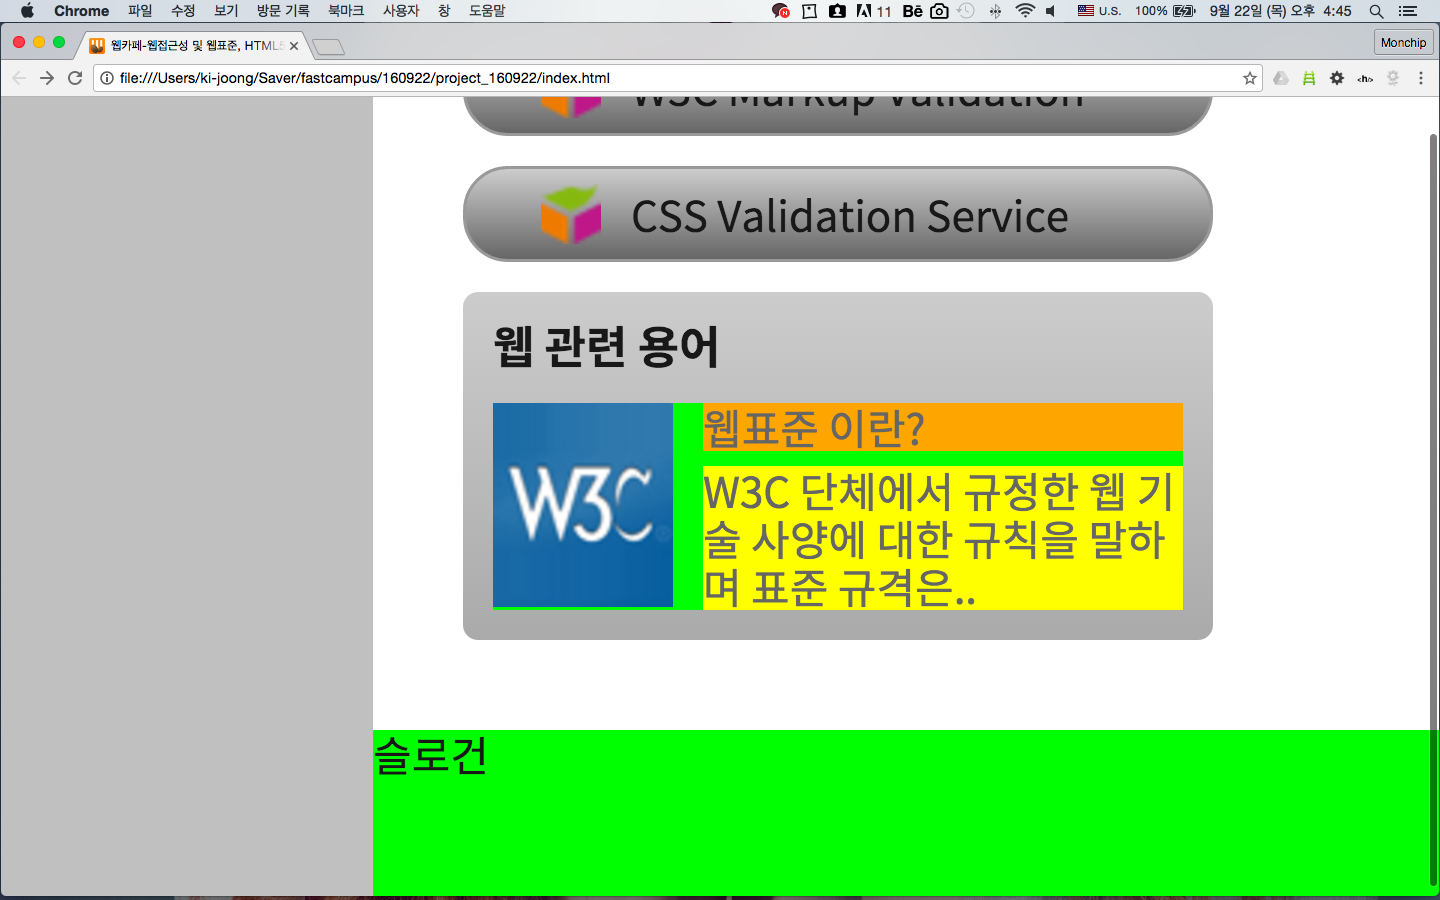 Chrome 파일 수정 보기 방문 기록 북마크 사용자 창 도움말 11 Bē U.S. 100% 9월 22일 (목) 오후 4:45
웹카페-웹접근성 및 웹표준, HTML5
Monchip
file:///Users/ki-joong/Saver/fastcampus/160922/project_160922/index.html
W3C Markup Validation
CSS Validation Service
웹 관련 용어
W3C
웹표준 이란?
W3C 단체에서 규정한 웹 기
술 사양에 대한 규칙을 말하
며 표준 규격은..
슬로건